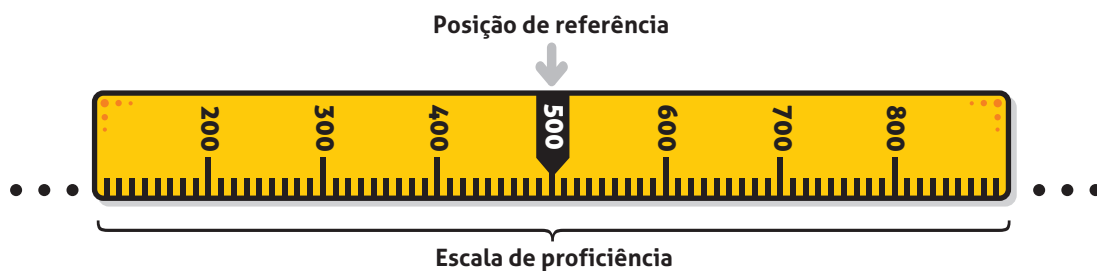 Posição de referência
200 300 400 500 600 700 800
Escala de proficiência